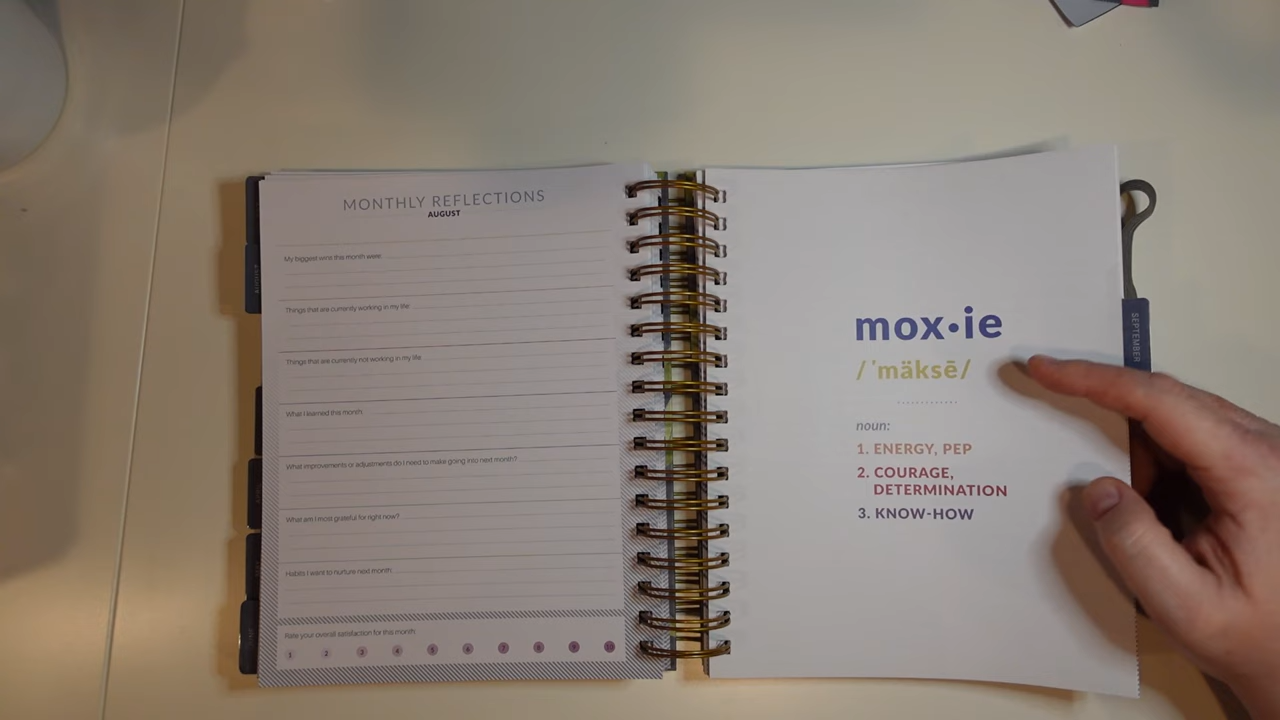 MONTHLY REFLECTIONS
AUGUST
My biggest wins this month were:
Things that are currently working in my life:
Things that are currently not working in my life:
What I learned this month:
What improvements or adjustments do I need to make going into next month?
What am I most grateful for right now?
Habits I want to nurture next month:
Rate your overall satisfaction for this month:
1 2 3 4 5 6 7 8 9 10
AUGUST
mox•ie
/ˈmäksē/
noun:
1. ENERGY, PEP
2. COURAGE,
DETERMINATION
3. KNOW-HOW
SEPTEMBER